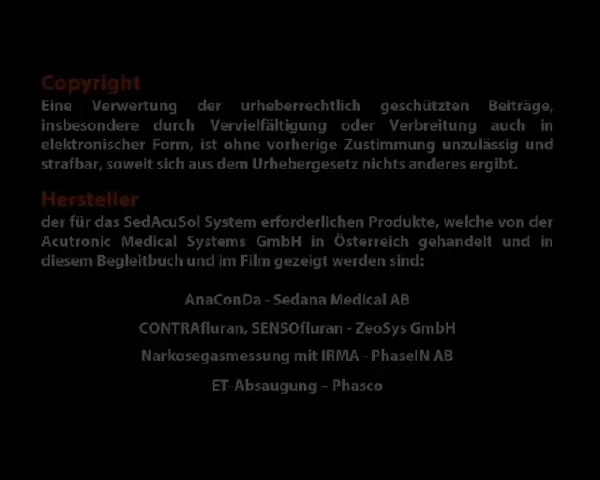 Copyright
Eine Verwertung der urheberrechtlich geschützten Beiträge,
insbesondere durch Vervielfältigung oder Verbreitung auch in
elektronischer Form, ist ohne vorherige Zustimmung unzulässig und
strafbar, soweit sich aus dem Urhebergesetz nichts anderes ergibt.
Hersteller
der für das SedAcuSol System erforderlichen Produkte, welche von der
Acutronic Medical Systems GmbH in Österreich gehandelt und in
diesem Begleitbuch und im Film gezeigt werden sind:
AnaConDa - Sedana Medical AB
CONTRAfluran, SENSOfluran - ZeoSys GmbH
Narkosegasmessung mit IRMA - PhaseIN AB
ET-Absaugung – Phasco